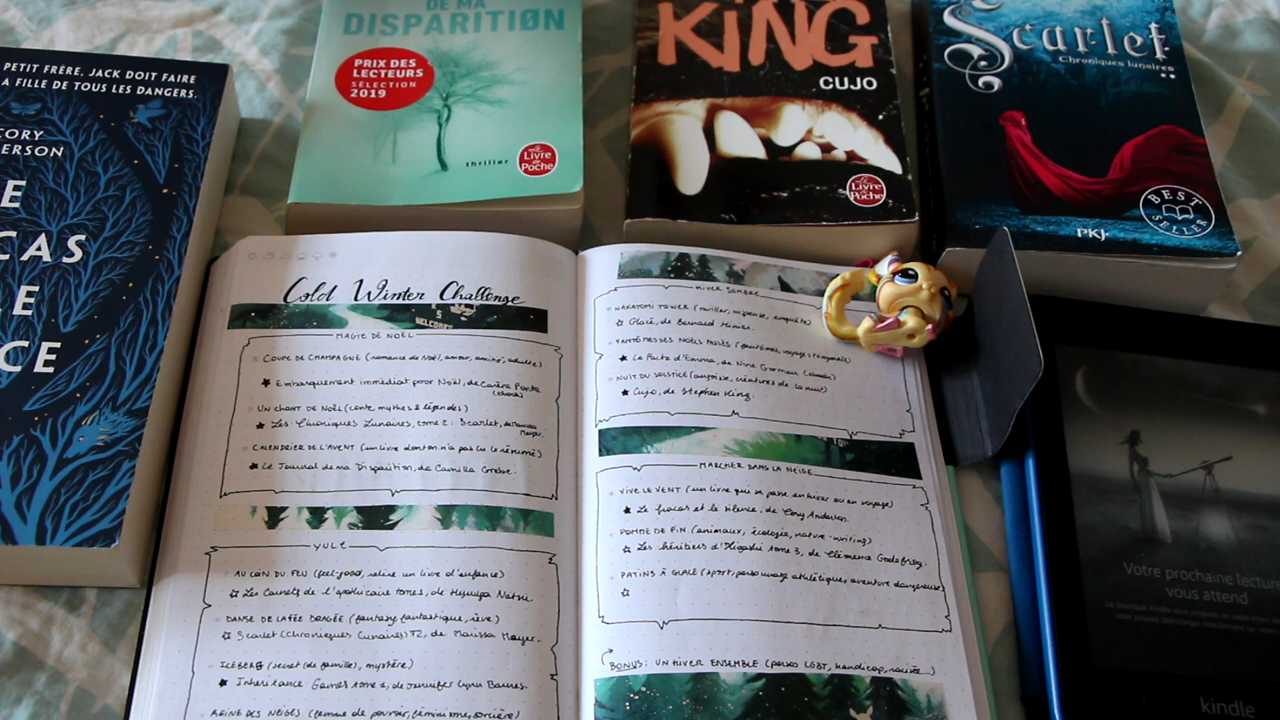 PETIT FRÈRE, JACK DOIT FAIRE
A FILLE DE TOUS LES DANGERS.
CORY
ERSON
E
CAS
LE
CE
DE MA
DISPARITIØN
PRIX DES
LECTEURS
SÉLECTION
2019
thriller
Le
Livre
de
Poche
KING
CUJO
Le
Livre
de
Poche
Scarlet
Chroniques lunaires
PKJ.
BEST
SELLER
Cold Winter Challenge
WELCOME
MAGIE DE NOËL
COUPE DE CHAMPAGNE (romance de Noël, amour, amitié, adulte)
Embarquement immédiat pour Noël, de
UN CHANT DE NOËL (conte, mythes & légendes)
Les Chroniques Lunaires, tome 2 : Scarlet, de Marissa
Meyer.
CALENDRIER DE L'AVENT (un livre dont on n'a pas lu le résumé)
Le Journal de ma Disparition, de Camilla Grebe.
YULE
AU COIN DU FEU (feel-good, relire un livre d'enfance)
Les Carnets de l'apothicaire tome 1, de Hyuuga Natsu.
DANSE DE LA FÉE DRAGÉE (fantasy, fantastique, rêve)
Scarlet (Chroniques Lunaires) T2, de Marissa Meyer.
ICEBERG (secret (de famille), mystère)
Inheritance Games tome 1, de Jennifer Lynn Barnes.
REINE DES NEIGES (femme de pouvoir, féminisme, sorcière)
HIVER SOMBRE
NAKATOMI TOWER (thriller, suspense, enquête)
Glacé, de Bernard Minier.
FANTÔMES DES NOËLS PASSÉS (fantômes, voyage temporel)
Le Pacte d'Emma, de Nine Gorman
NUIT DU SOLSTICE (surprise, créatures de la nuit)
Cujo, de Stephen King.
MARCHER DANS LA NEIGE
VIVE LE VENT (un livre qui se passe en hiver ou en voyage)
Le fracas et le silence, de Cory Anderson.
POMME DE PIN (animaux, écologie, nature-writing)
Les héritiers d'Higashi tome 3, de Clémence Godefroy.
PATINS À GLACE (sport, personnage athlétique, aventure dangereuse)
BONUS : UN HIVER ENSEMBLE (perso LGBT, handicap, racisé...)
Votre prochaine lecture
vous attend
kindle